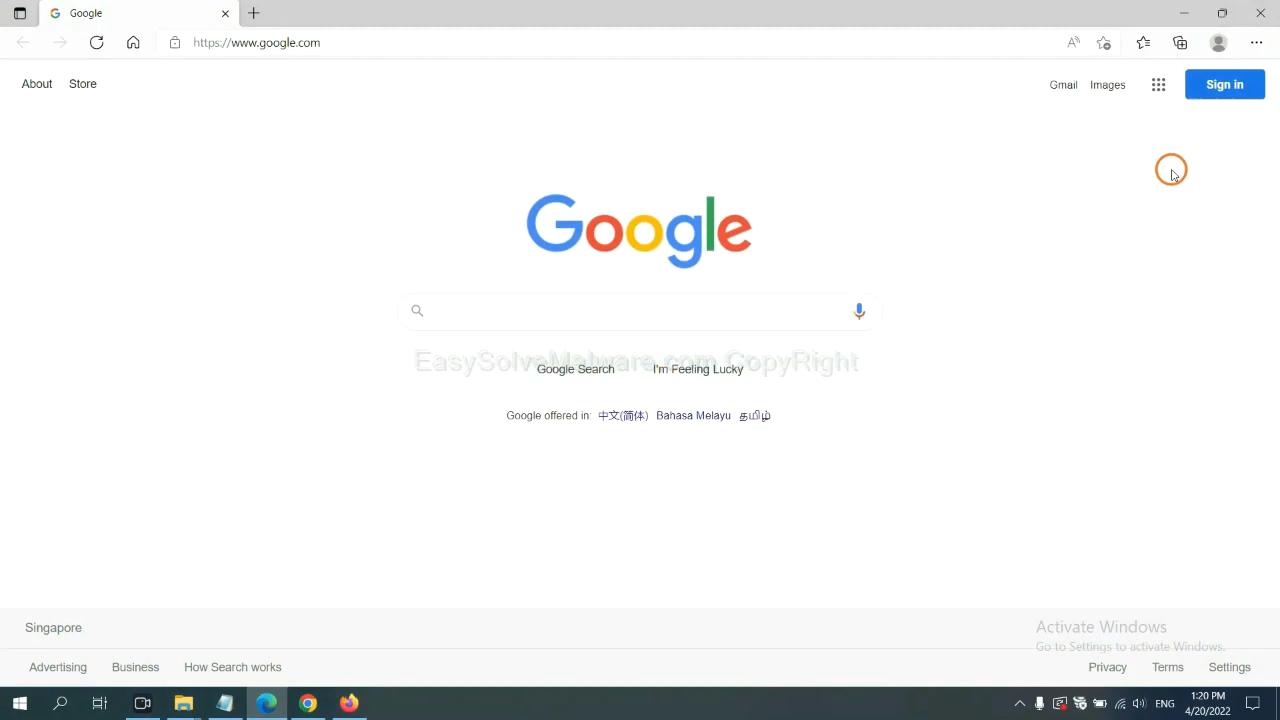 Google
https://www.google.com
About Store
Gmail Images Sign in
Google
EasySolveMalware.com CopyRight
Google Search I'm Feeling Lucky
Google offered in: 中文(简体) Bahasa Melayu தமிழ்
Singapore
Activate Windows
Go to Settings to activate Windows.
Advertising Business How Search works
Privacy Terms Settings
ENG
1:20 PM
4/20/2022